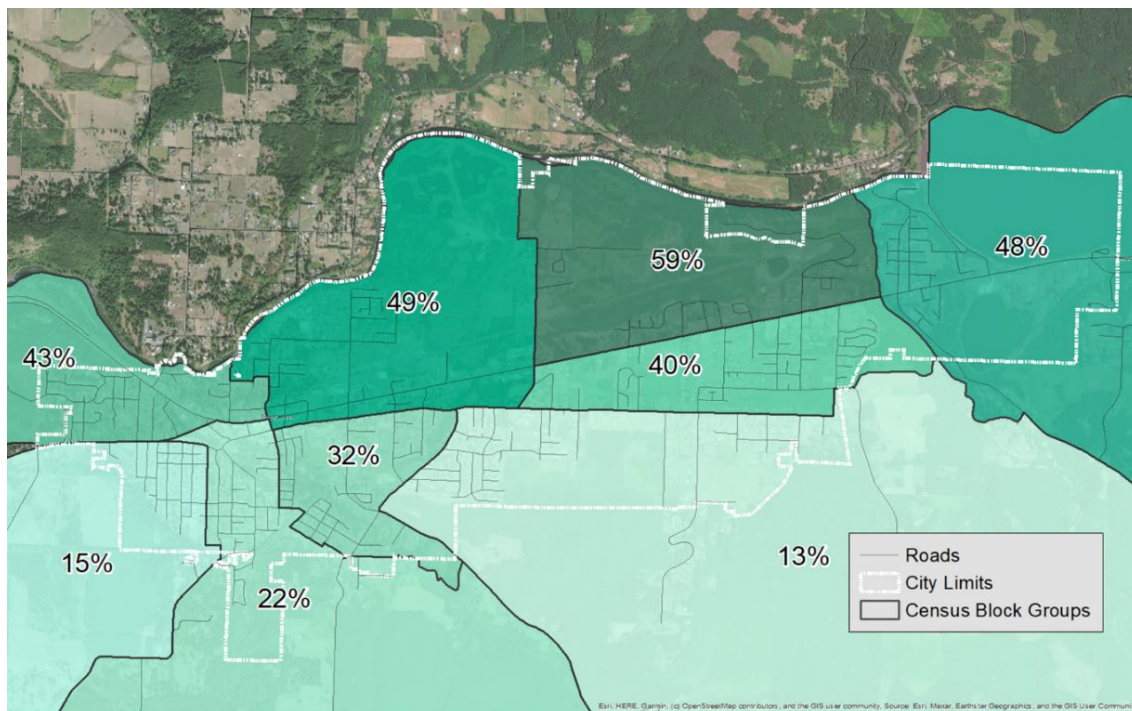 59%
48%
49%
43%
40%
32%
15%
13%
22%
Roads
City Limits
Census Block Groups
Esri, HERE, Garmin, (c) OpenStreetMap contributors, and the GIS user community, Source: Esri, Maxar, Earthstar Geographics, and the GIS User Communi